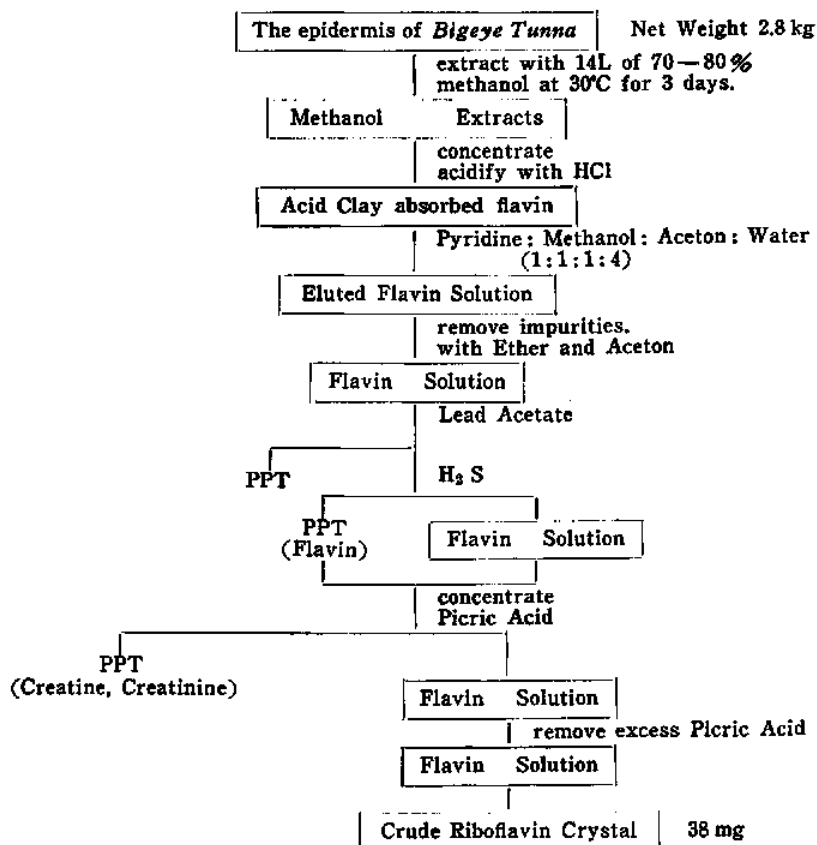 The epidermis of Bigeye Tunna Net Weight 2.8 kg
extract with 14L of 70—80%
methanol at 30°C for 3 days.
Methanol Extracts
concentrate
acidify with HCl
Acid Clay absorbed flavin
Pyridine : Methanol : Aceton : Water
(1 : 1 : 1 : 4)
Eluted Flavin Solution
remove impurities.
with Ether and Aceton
Flavin Solution
Lead Acetate
PPT
H₂ S
PPT
(Flavin)
Flavin Solution
concentrate
Picric Acid
PPT
(Creatine, Creatinine)
Flavin Solution
remove excess Picric Acid
Flavin Solution
Crude Riboflavin Crystal 38 mg